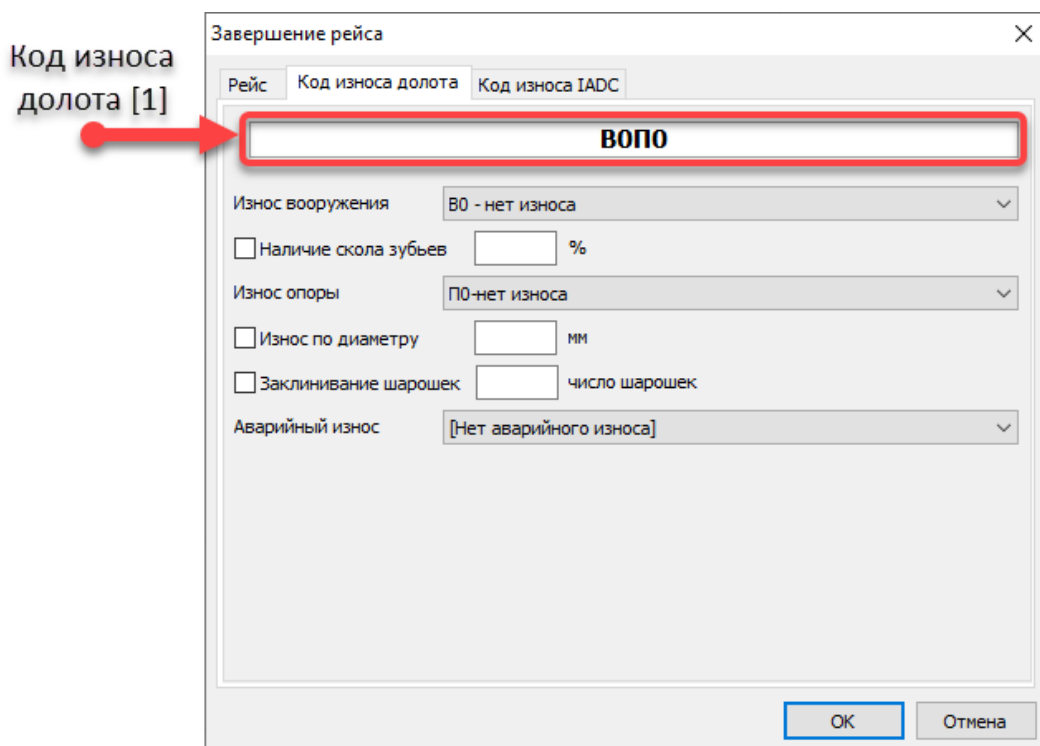 Код износа
долота [1]
Завершение рейса
Рейс Код износа долота Код износа IADC
В0П0
Износ вооружения В0 - нет износа
Наличие скола зубьев %
Износ опоры П0-нет износа
Износ по диаметру мм
Заклинивание шарошек число шарошек
Аварийный износ [Нет аварийного износа]
ОК Отмена